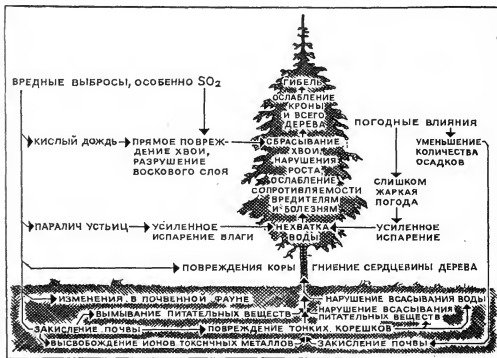 ВРЕДНЫЕ ВЫБРОСЫ, ОСОБЕННО SO2
КИСЛЫЙ ДОЖДЬ
ПРЯМОЕ ПОВРЕЖ-
ДЕНИЕ ХВОИ,
РАЗРУШЕНИЕ
ВОСКОВОГО СЛОЯ
ПАРАЛИЧ УСТЬИЦ
УСИЛЕННОЕ
ИСПАРЕНИЕ ВЛАГИ
ГИБЕЛЬ
ОСЛАБЛЕНИЕ
КРОНЫ
И ВСЕГО
ДЕРЕВА
СБРАСЫВАНИЕ
ХВОИ,
НАРУШЕНИЯ
РОСТА,
ОСЛАБЛЕНИЕ
СОПРОТИВЛЯЕМОСТИ
ВРЕДИТЕЛЯМ
И БОЛЕЗНЯМ
НЕХВАТКА
ВОДЫ
ПОГОДНЫЕ ВЛИЯНИЯ
УМЕНЬШЕНИЕ
КОЛИЧЕСТВА
ОСАДКОВ
СЛИШКОМ
ЖАРКАЯ
ПОГОДА
УСИЛЕННОЕ
ИСПАРЕНИЕ
ПОВРЕЖДЕНИЯ КОРЫ
ГНИЕНИЕ СЕРДЦЕВИНЫ ДЕРЕВА
ИЗМЕНЕНИЯ В ПОЧВЕННОЙ ФАУНЕ
НАРУШЕНИЕ ВСАСЫВАНИЯ ВОДЫ
ВЫМЫВАНИЕ ПИТАТЕЛЬНЫХ ВЕЩЕСТВ
НАРУШЕНИЕ ВСАСЫВАНИЯ
ПИТАТЕЛЬНЫХ ВЕЩЕСТВ
ЗАКИСЛЕНИЕ ПОЧВЫ
ПОВРЕЖДЕНИЕ ТОНКИХ КОРЕШКОВ
ВЫСВОБОЖДЕНИЕ ИОНОВ ТОКСИЧНЫХ МЕТАЛЛОВ
ЗАКИСЛЕНИЕ ПОЧВЫ